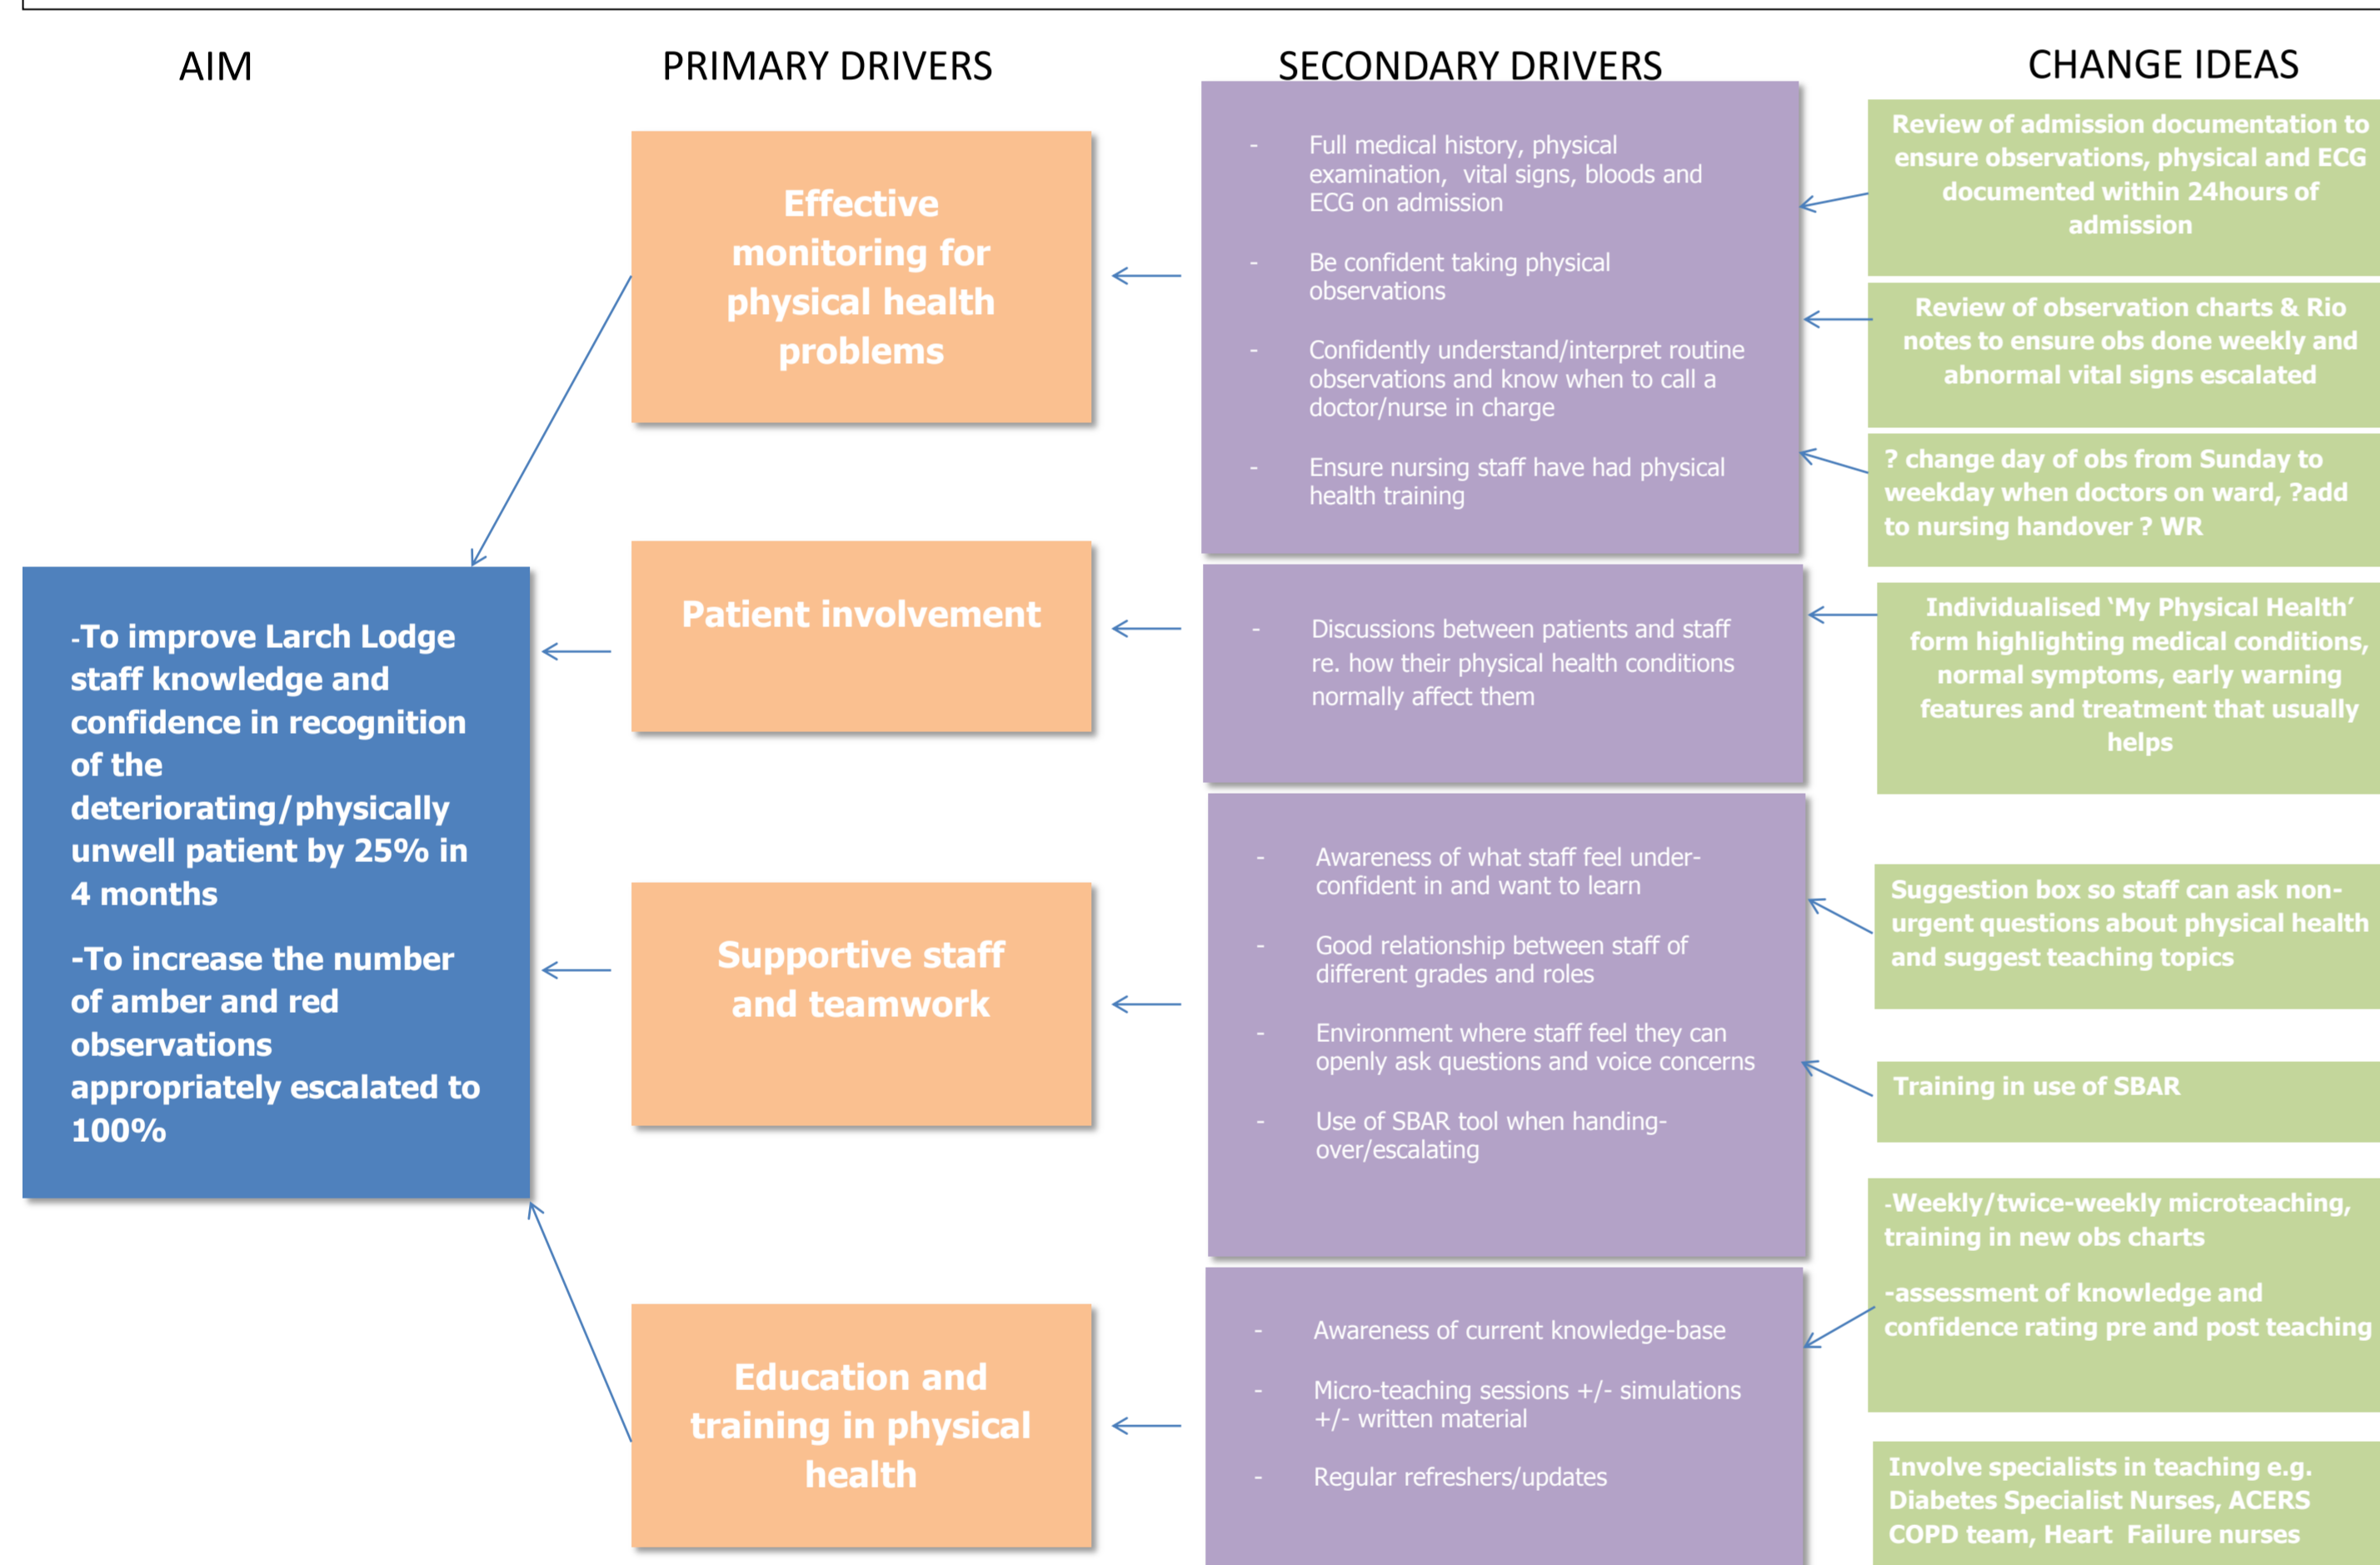 AIM
PRIMARY DRIVERS
SECONDARY DRIVERS
CHANGE IDEAS
-To improve Larch Lodge
staff knowledge and
confidence in recognition
of the
deteriorating/physically
unwell patient by 25% in
4 months
-To increase the number
of amber and red
observations
appropriately escalated to
100%
Effective
monitoring for
physical health
problems
Patient involvement
Supportive staff
and teamwork
Education and
training in physical
health
- Full medical history, physical
examination, vital signs, bloods and
ECG on admission
- Be confident taking physical
observations
- Confidently understand/interpret routine
observations and know when to call a
doctor/nurse in charge
- Ensure nursing staff have had physical
health training
- Discussions between patients and staff
re. how their physical health conditions
normally affect them
- Awareness of what staff feel under-
confident in and want to learn
- Good relationship between staff of
different grades and roles
- Environment where staff feel they can
openly ask questions and voice concerns
- Use of SBAR tool when handing-
over/escalating
- Awareness of current knowledge-base
- Micro-teaching sessions +/- simulations
+/- written material
- Regular refreshers/updates
Review of admission documentation to
ensure observations, physical and ECG
documented within 24hours of
admission
Review of observation charts & Rio
notes to ensure obs done weekly and
abnormal vital signs escalated
? change day of obs from Sunday to
weekday when doctors on ward, ?add
to nursing handover ? WR
Individualised ‘My Physical Health’
form highlighting medical conditions,
normal symptoms, early warning
features and treatment that usually
helps
Suggestion box so staff can ask non-
urgent questions about physical health
and suggest teaching topics
Training in use of SBAR
-Weekly/twice-weekly microteaching,
training in new obs charts
-assessment of knowledge and
confidence rating pre and post teaching
Involve specialists in teaching e.g.
Diabetes Specialist Nurses, ACERS
COPD team, Heart Failure nurses